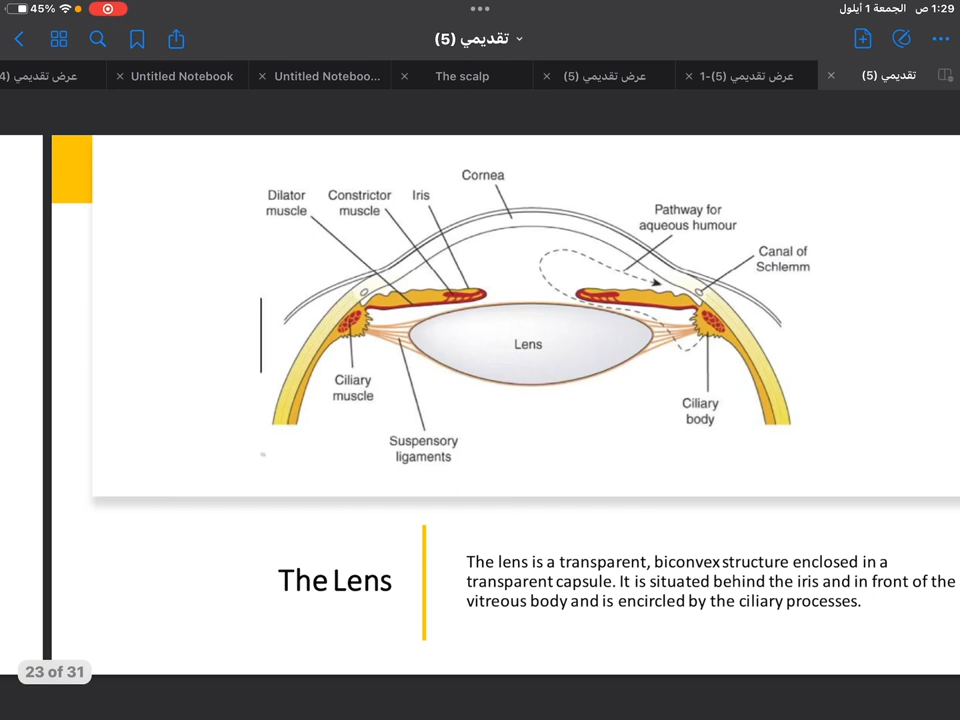 45%
1:29 ص الجمعة 1 أيلول
تقديمي (5)
عرض تقديمي (4
Untitled Notebook
Untitled Noteboo...
The scalp
عرض تقديمي (5)
عرض تقديمي (5)-1
تقديمي (5)
Cornea
Dilator
muscle
Constrictor
muscle
Iris
Pathway for
aqueous humour
Canal of
Schlemm
Lens
Ciliary
muscle
Ciliary
body
Suspensory
ligaments
The Lens
The lens is a transparent, biconvex structure enclosed in a
transparent capsule. It is situated behind the iris and in front of the
vitreous body and is encircled by the ciliary processes.
23 of 31